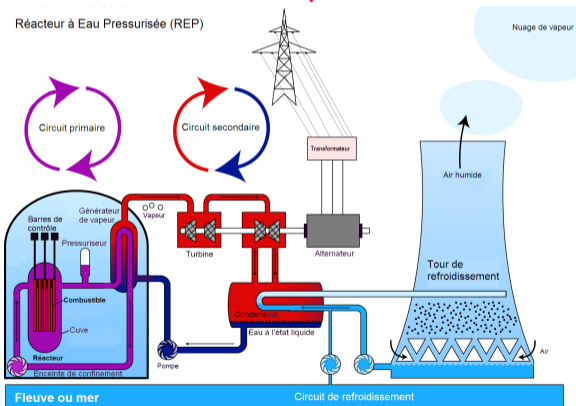 Réacteur à Eau Pressurisée (REP)
Nuage de vapeur
Circuit primaire
Circuit secondaire
Transformateur
Air humide
Barres de
contrôle
Générateur
de vapeur
Vapeur
Pressuriseur
Turbine
Alternateur
Tour de
refroidissement
Combustible
Condenseur
Cuve
Eau à l'état liquide
Réacteur
Pompe
Air
Enceinte de confinement
Fleuve ou mer
Circuit de refroidissement